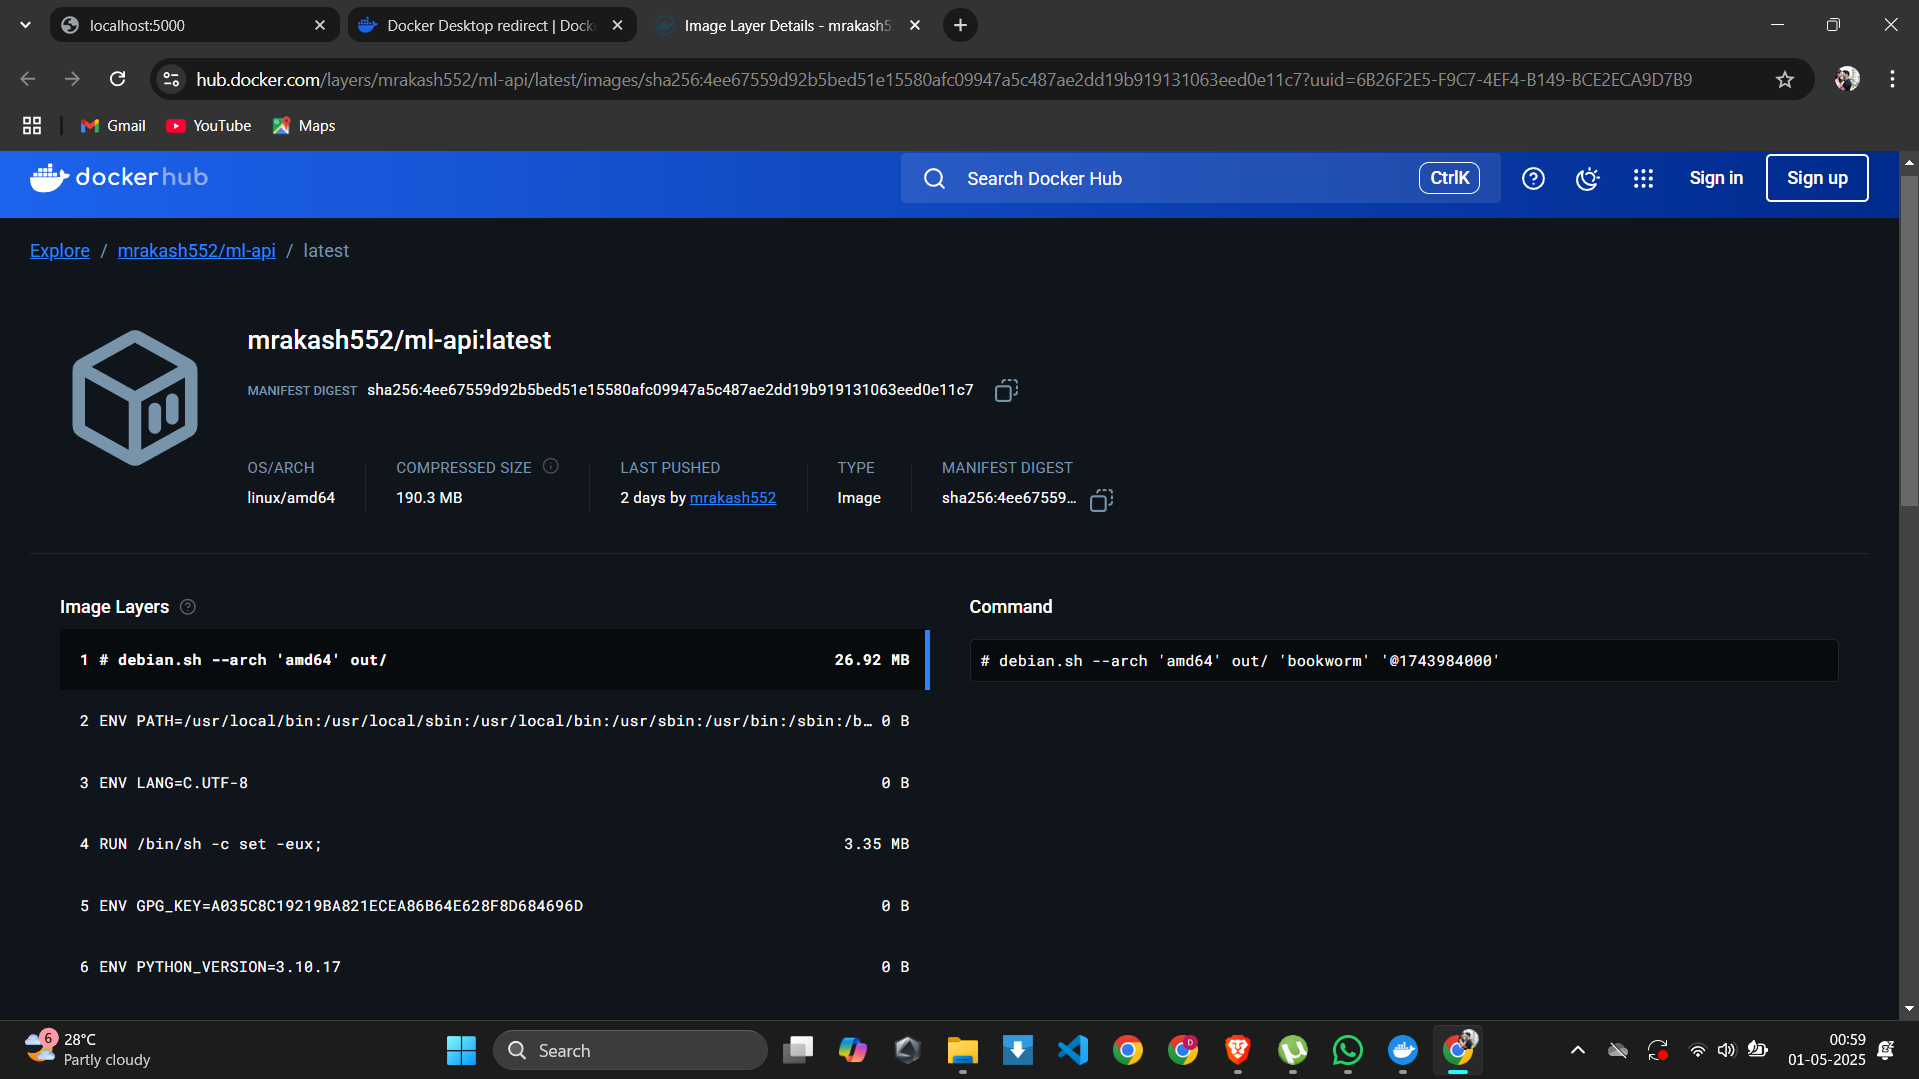 localhost:5000
Docker Desktop redirect | Dock
Image Layer Details - mrakash5
hub.docker.com/layers/mrakash552/ml-api/latest/images/sha256:4ee67559d92b5bed51e15580afc09947a5c487ae2dd19b919131063eed0e11c7?uuid=6B26F2E5-F9C7-4EF4-B149-BCE2ECA9D7B9
Gmail
YouTube
Maps
dockerhub
Search Docker Hub
CtrlK
Sign in
Sign up
Explore / mrakash552/ml-api / latest
mrakash552/ml-api:latest
MANIFEST DIGEST sha256:4ee67559d92b5bed51e15580afc09947a5c487ae2dd19b919131063eed0e11c7
OS/ARCH
linux/amd64
COMPRESSED SIZE
190.3 MB
LAST PUSHED
2 days by mrakash552
TYPE
Image
MANIFEST DIGEST
sha256:4ee67559...
Image Layers
1 # debian.sh --arch 'amd64' out/ 26.92 MB
2 ENV PATH=/usr/local/bin:/usr/local/sbin:/usr/local/bin:/usr/sbin:/usr/bin:/sbin:/b... 0 B
3 ENV LANG=C.UTF-8 0 B
4 RUN /bin/sh -c set -eux; 3.35 MB
5 ENV GPG_KEY=A035C8C19219BA821ECEA86B64E628F8D684696D 0 B
6 ENV PYTHON_VERSION=3.10.17 0 B
Command
# debian.sh --arch 'amd64' out/ 'bookworm' '@1743984000'
6
28°C
Partly cloudy
Search
D
00:59
01-05-2025